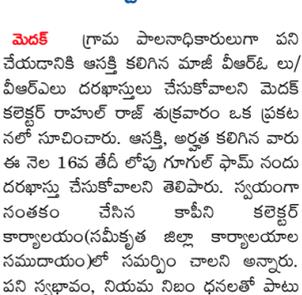 మెదక్ గ్రామ పాలనాధికారులుగా పని
చేయడానికి ఆసక్తి కలిగిన మాజీ వీఆర్ఓ లు/
వీఆర్ఎలు దరఖాస్తులు చేసుకోవాలని మెదక్
కలెక్టర్ రాహుల్ రాజ్ శుక్రవారం ఒక ప్రకట
నలో సూచించారు. ఆసక్తి, అర్హత కలిగిన వారు
ఈ నెల 16వ తేదీ లోపు గూగుల్ ఫామ్ నందు
దరఖాస్తు చేసుకోవాలని తెలిపారు. స్వయంగా
సంతకం చేసిన కాపీని కలెక్టర్
కార్యాలయం(సమీకృత జిల్లా కార్యాలయాల
సముదాయం)లో సమర్పిం చాలని అన్నారు.
పని స్వభావం, నియమ నిబం ధనలతో పాటు